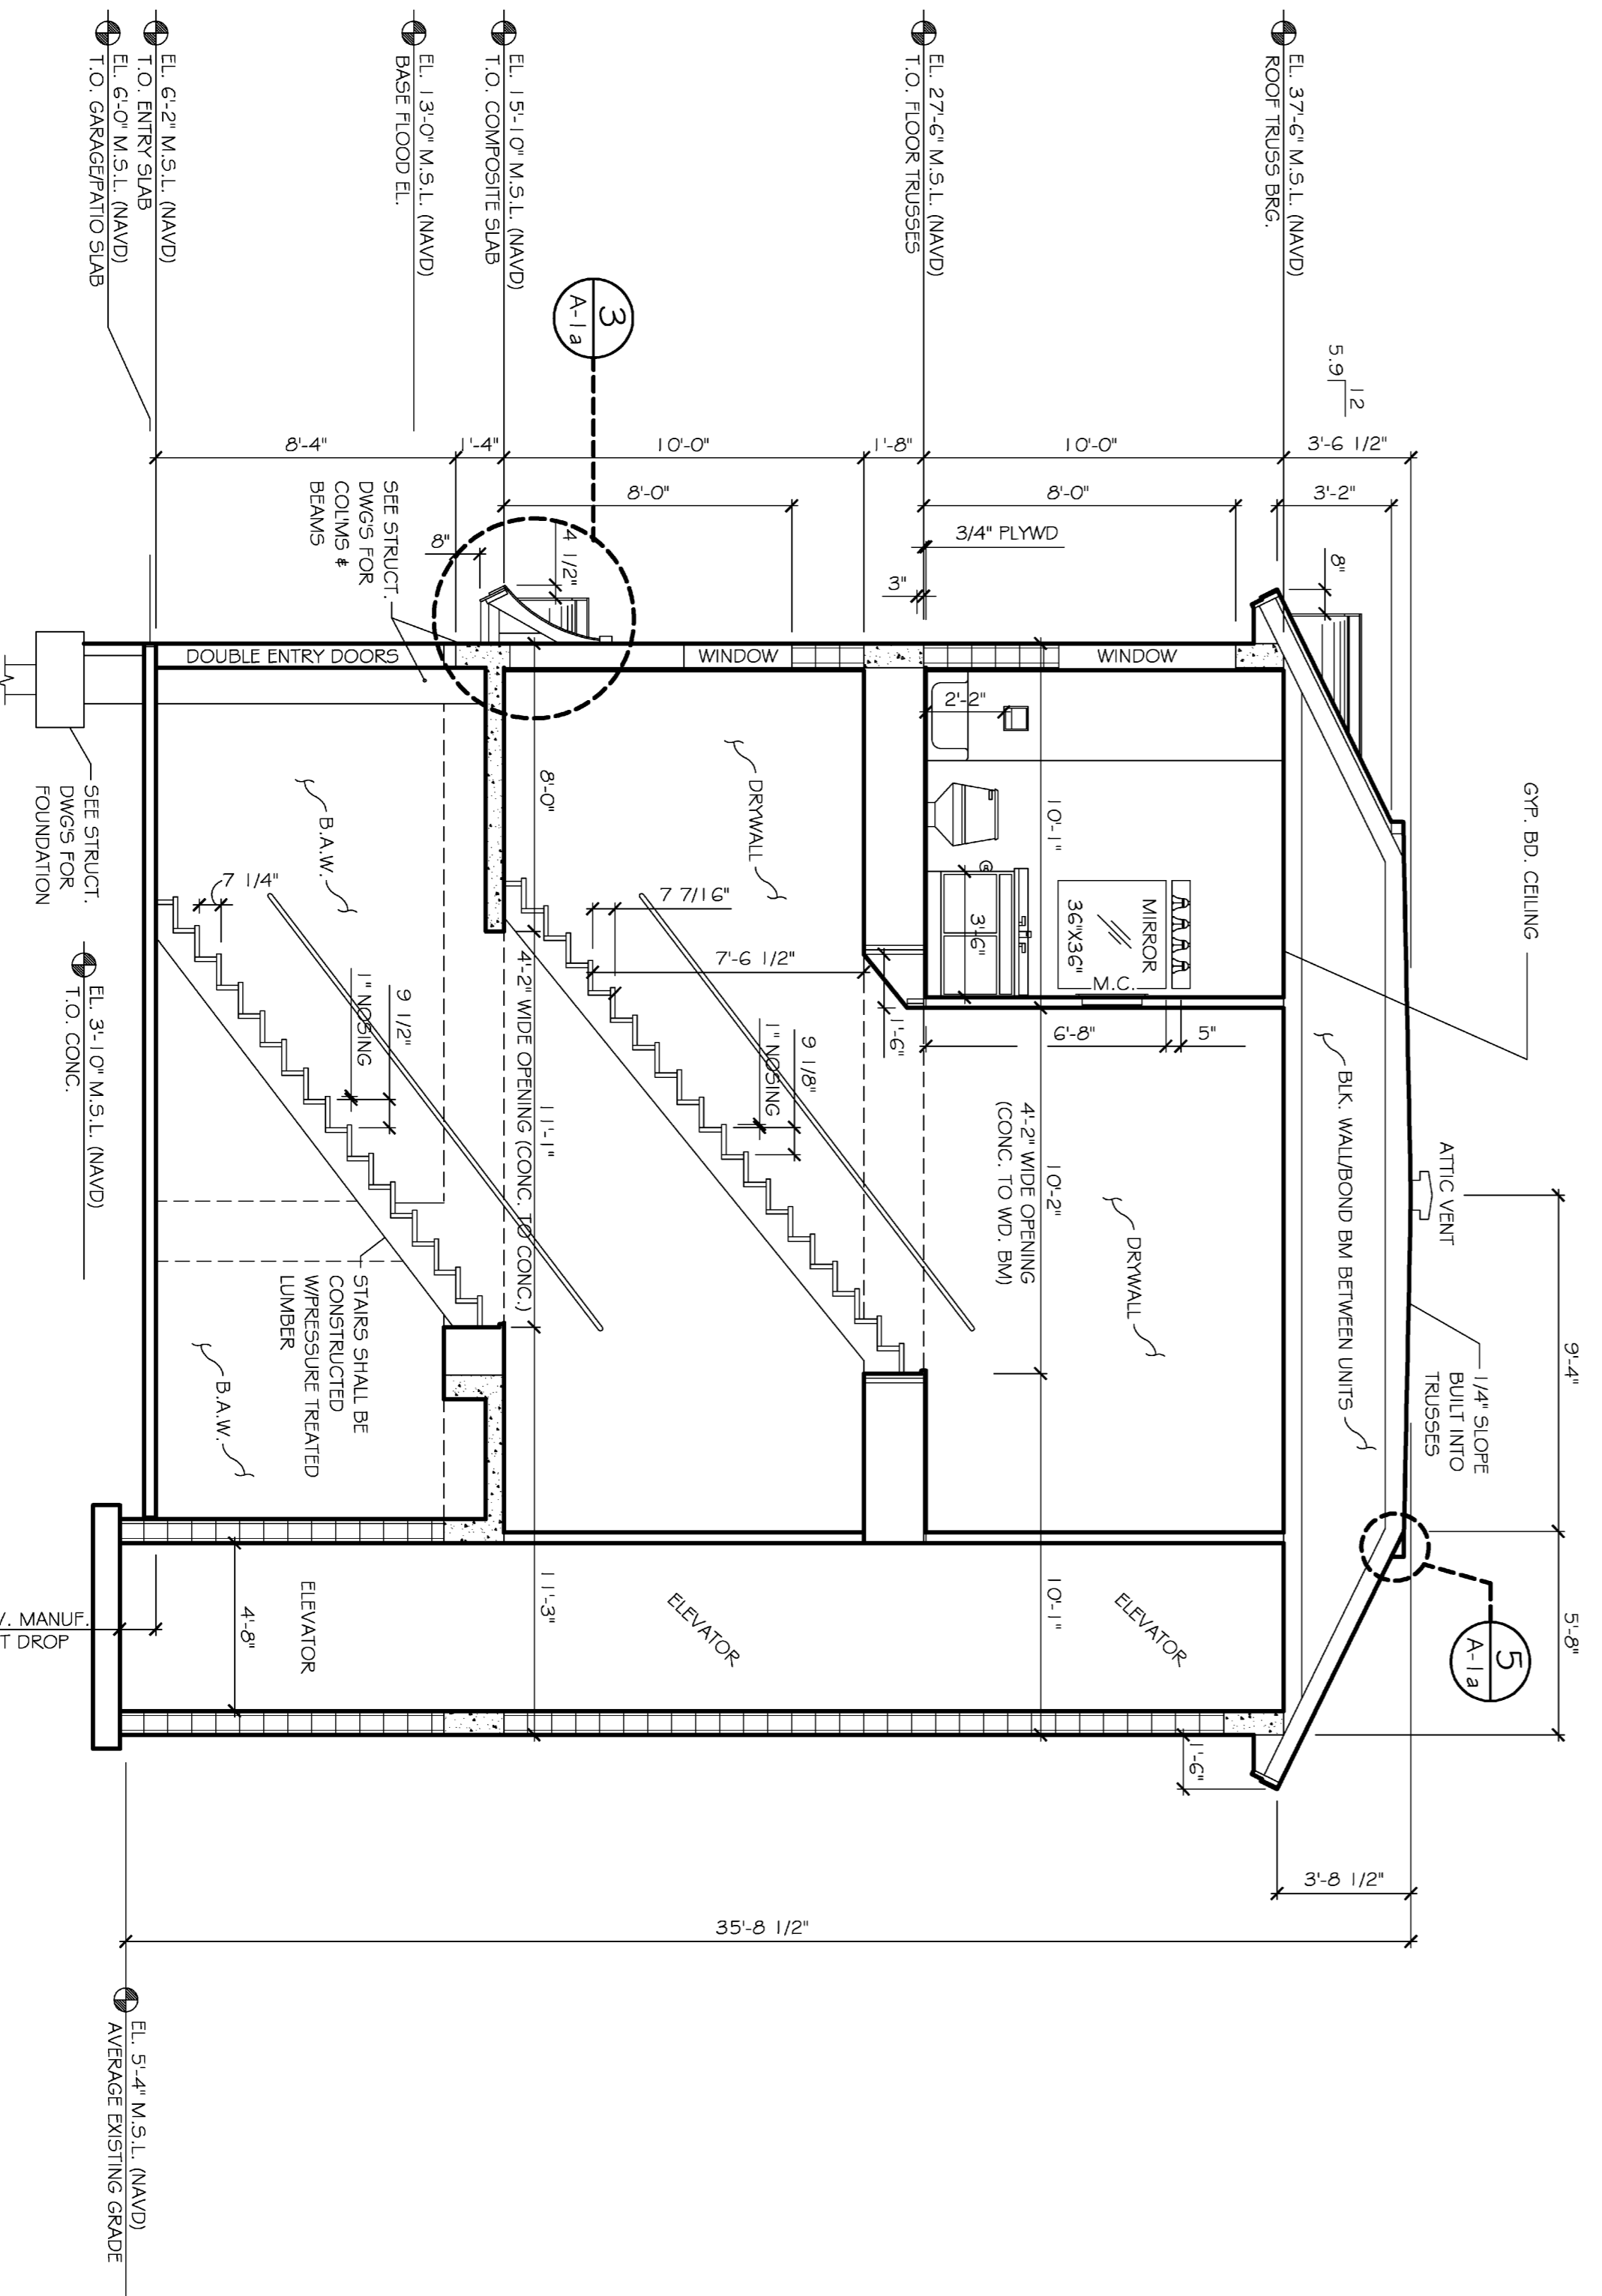 EL. 37'-6" M.S.L. (NAVD)
ROOF TRUSS BRG.
EL. 27'-6" M.S.L. (NAVD)
T.O. FLOOR TRUSSES
EL. 15'-10" M.S.L. (NAVD)
T.O. COMPOSITE SLAB
EL. 13'-0" M.S.L. (NAVD)
BASE FLOOD EL.
EL. 6'-2" M.S.L. (NAVD)
T.O. ENTRY SLAB
EL. 6'-0" M.S.L. (NAVD)
T.O. GARAGE/PATIO SLAB
3
A-1a
12
5.9
3'-6 1/2"
10'-0"
1'-8"
10'-0"
1'-4"
8'-4"
3'-2"
8'-0"
8'-0"
8"
3/4" PLYWD
3"
4 1/2"
8"
SEE STRUCT.
DWG'S FOR
COL'MS &
BEAMS
GYP. BD. CEILING
ATTIC VENT
1/4" SLOPE
BUILT INTO
TRUSSES
9'-4"
5'-8"
5
A-1a
BLK. WALL/BOND BM BETWEEN UNITS
WINDOW
WINDOW
DOUBLE ENTRY DOORS
2'-2"
10'-1"
MIRROR
36"X36"
M.C.
3'-6"
6'-8"
5"
1'-6"
4'-2" WIDE OPENING
(CONC. TO WD. BM)
10'-2"
DRYWALL
10'-1"
ELEVATOR
DRYWALL
7 7/16"
7'-6 1/2"
9 1/8"
1" NOSING
8'-0"
4'-2" WIDE OPENING (CONC. TO CONC.)
11'-1"
11'-3"
ELEVATOR
B.A.W.
7 1/4"
9 1/2"
1" NOSING
STAIRS SHALL BE
CONSTRUCTED
W/PRESSURE TREATED
LUMBER
B.A.W.
ELEVATOR
4'-8"
1'-6"
3'-8 1/2"
35'-8 1/2"
SEE STRUCT.
DWG'S FOR
FOUNDATION
EL. 3'-10" M.S.L. (NAVD)
T.O. CONC.
V. MANUF.
T DROP
EL. 5'-4" M.S.L. (NAVD)
AVERAGE EXISTING GRADE